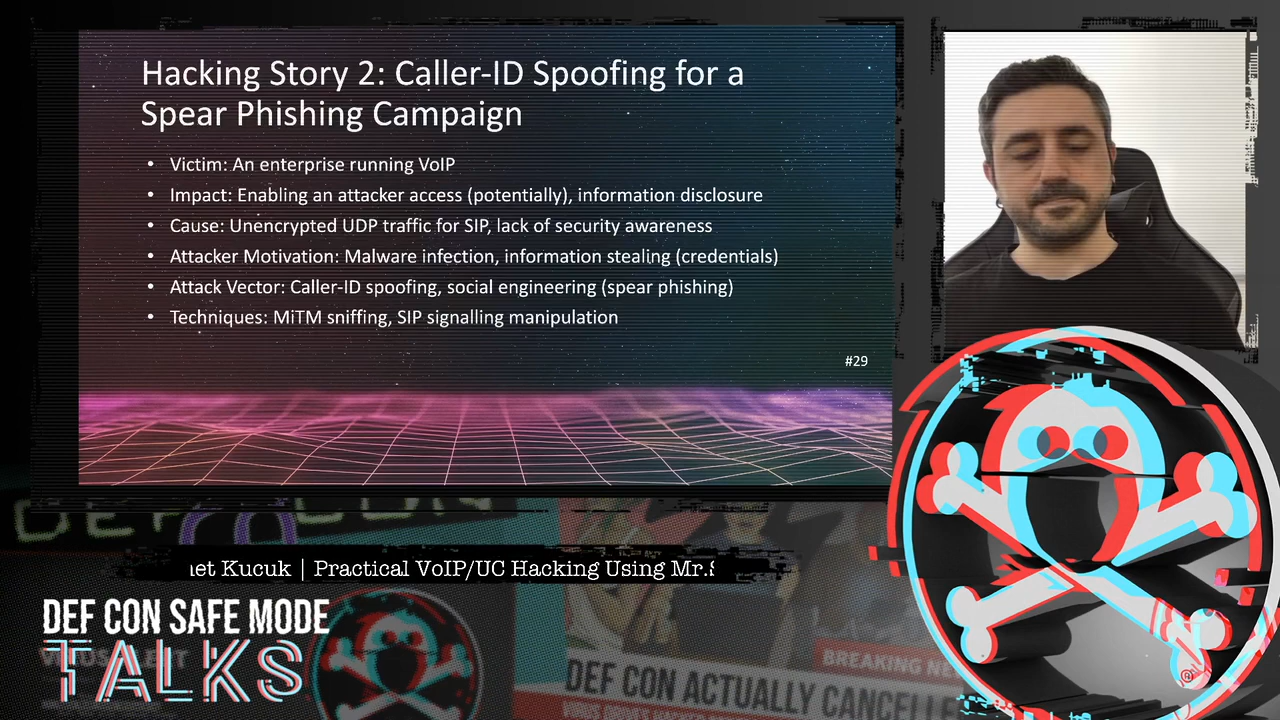 Hacking Story 2: Caller-ID Spoofing for a
Spear Phishing Campaign
• Victim: An enterprise running VoIP
• Impact: Enabling an attacker access (potentially), information disclosure
• Cause: Unencrypted UDP traffic for SIP, lack of security awareness
• Attacker Motivation: Malware infection, information stealing (credentials)
• Attack Vector: Caller-ID spoofing, social engineering (spear phishing)
• Techniques: MiTM sniffing, SIP signalling manipulation
#29
DEF CON
Kucuk | Practical VoIP/UC Hacking Using
DEF CON SAFE MODE
TALKS
BREAKING
DEF CON ACTUALLY